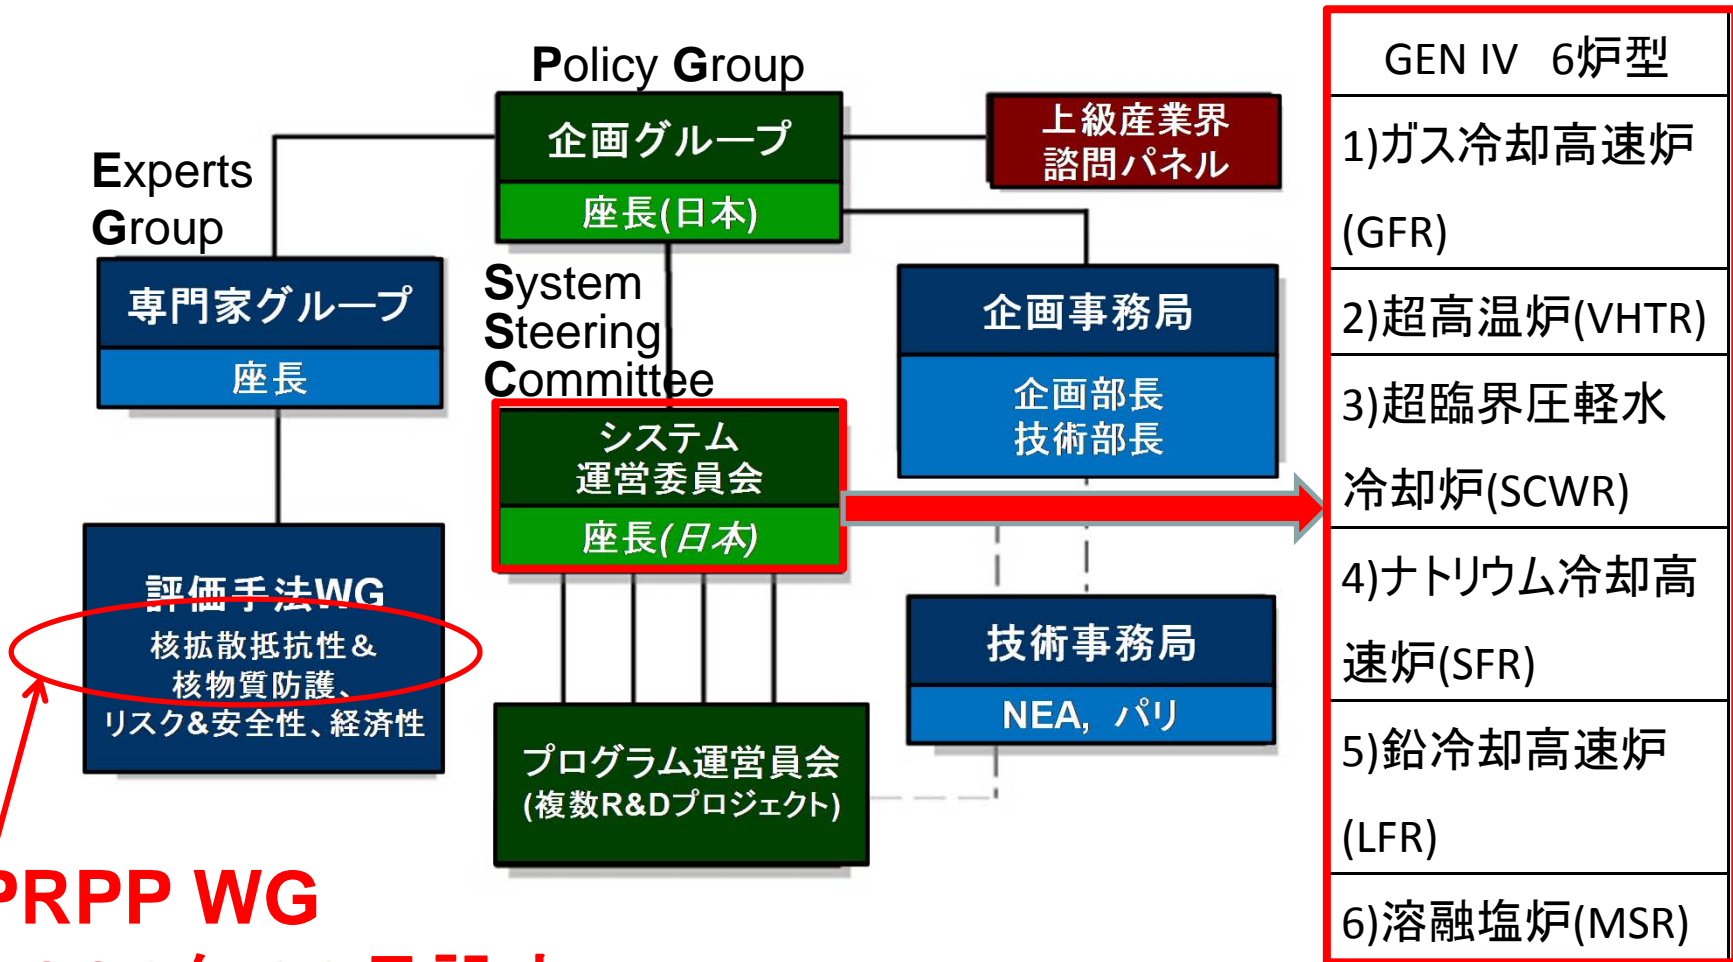 Policy Group
企画グループ
座長(日本)
上級産業界
諮問パネル
Experts
Group
専門家グループ
座長
System
Steering
Committee
システム
運営委員会
座長(日本)
企画事務局
企画部長
技術部長
評価手法WG
核拡散抵抗性&
核物質防護、
リスク&安全性、経済性
技術事務局
NEA, パリ
プログラム運営員会
(複数R&Dプロジェクト)
PRPP WG
GEN IV 6炉型
1)ガス冷却高速炉
(GFR)
2)超高温炉(VHTR)
3)超臨界圧軽水
冷却炉(SCWR)
4)ナトリウム冷却高
速炉(SFR)
5)鉛冷却高速炉
(LFR)
6)溶融塩炉(MSR)